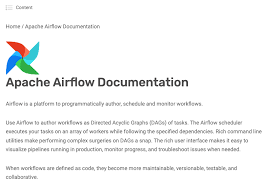 Content
Home / Apache Airflow Documentation
Apache Airflow Documentation
Airflow is a platform to programmatically author, schedule and monitor workflows.
Use Airflow to author workflows as Directed Acyclic Graphs (DAGs) of tasks. The Airflow scheduler
executes your tasks on an array of workers while following the specified dependencies. Rich command line
utilities make performing complex surgeries on DAGs a snap. The rich user interface makes it easy to
visualize pipelines running in production, monitor progress, and troubleshoot issues when needed.
When workflows are defined as code, they become more maintainable, versionable, testable, and
collaborative.